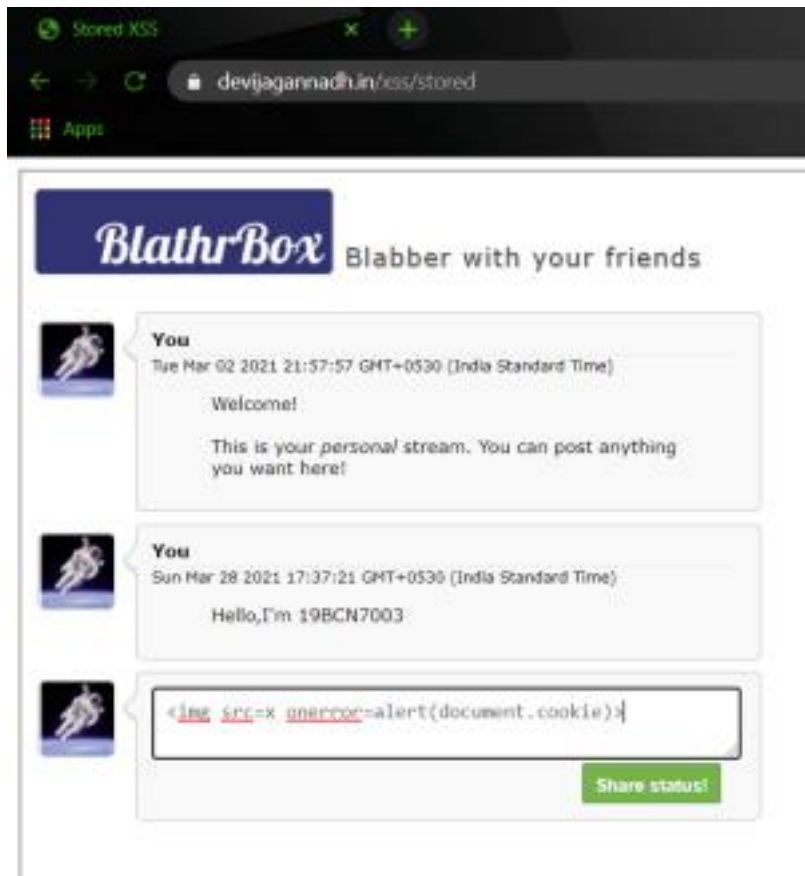 Stored XSS
devijagannadh.in/xss/stored
Apps
BlathrBox Blabber with your friends
You
Tue Mar 02 2021 21:57:57 GMT+0530 (India Standard Time)
Welcome!
This is your personal stream. You can post anything
you want here!
You
Sun Mar 28 2021 17:37:21 GMT+0530 (India Standard Time)
Hello,I'm 19BCN7003
<img src=x onerror=alert(document.cookie)>
Share status!